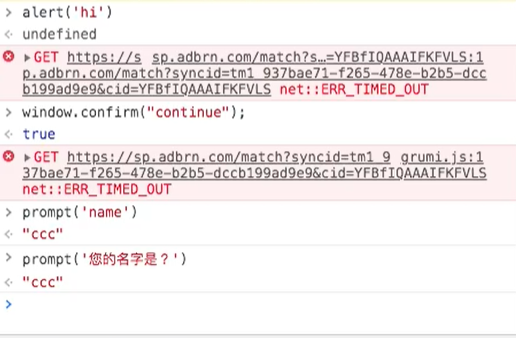 > alert('hi')
<· undefined
▸GET https://s sp.adbrn.com/match?s…=YFBfIQAAAIFKFVLS:1
p.adbrn.com/match?syncid=tm1_937bae71-f265-478e-b2b5-dcc
b199ad9e9&cid=YFBfIQAAAIFKFVLS net::ERR_TIMED_OUT
> window.confirm("continue");
<· true
▸GET https://sp.adbrn.com/match?syncid=tm1_9 grumi.js:1
37bae71-f265-478e-b2b5-dccb199ad9e9&cid=YFBfIQAAAIFKFVLS
net::ERR_TIMED_OUT
> prompt('name')
<· "ccc"
> prompt('您的名字是？')
<· "ccc"
>